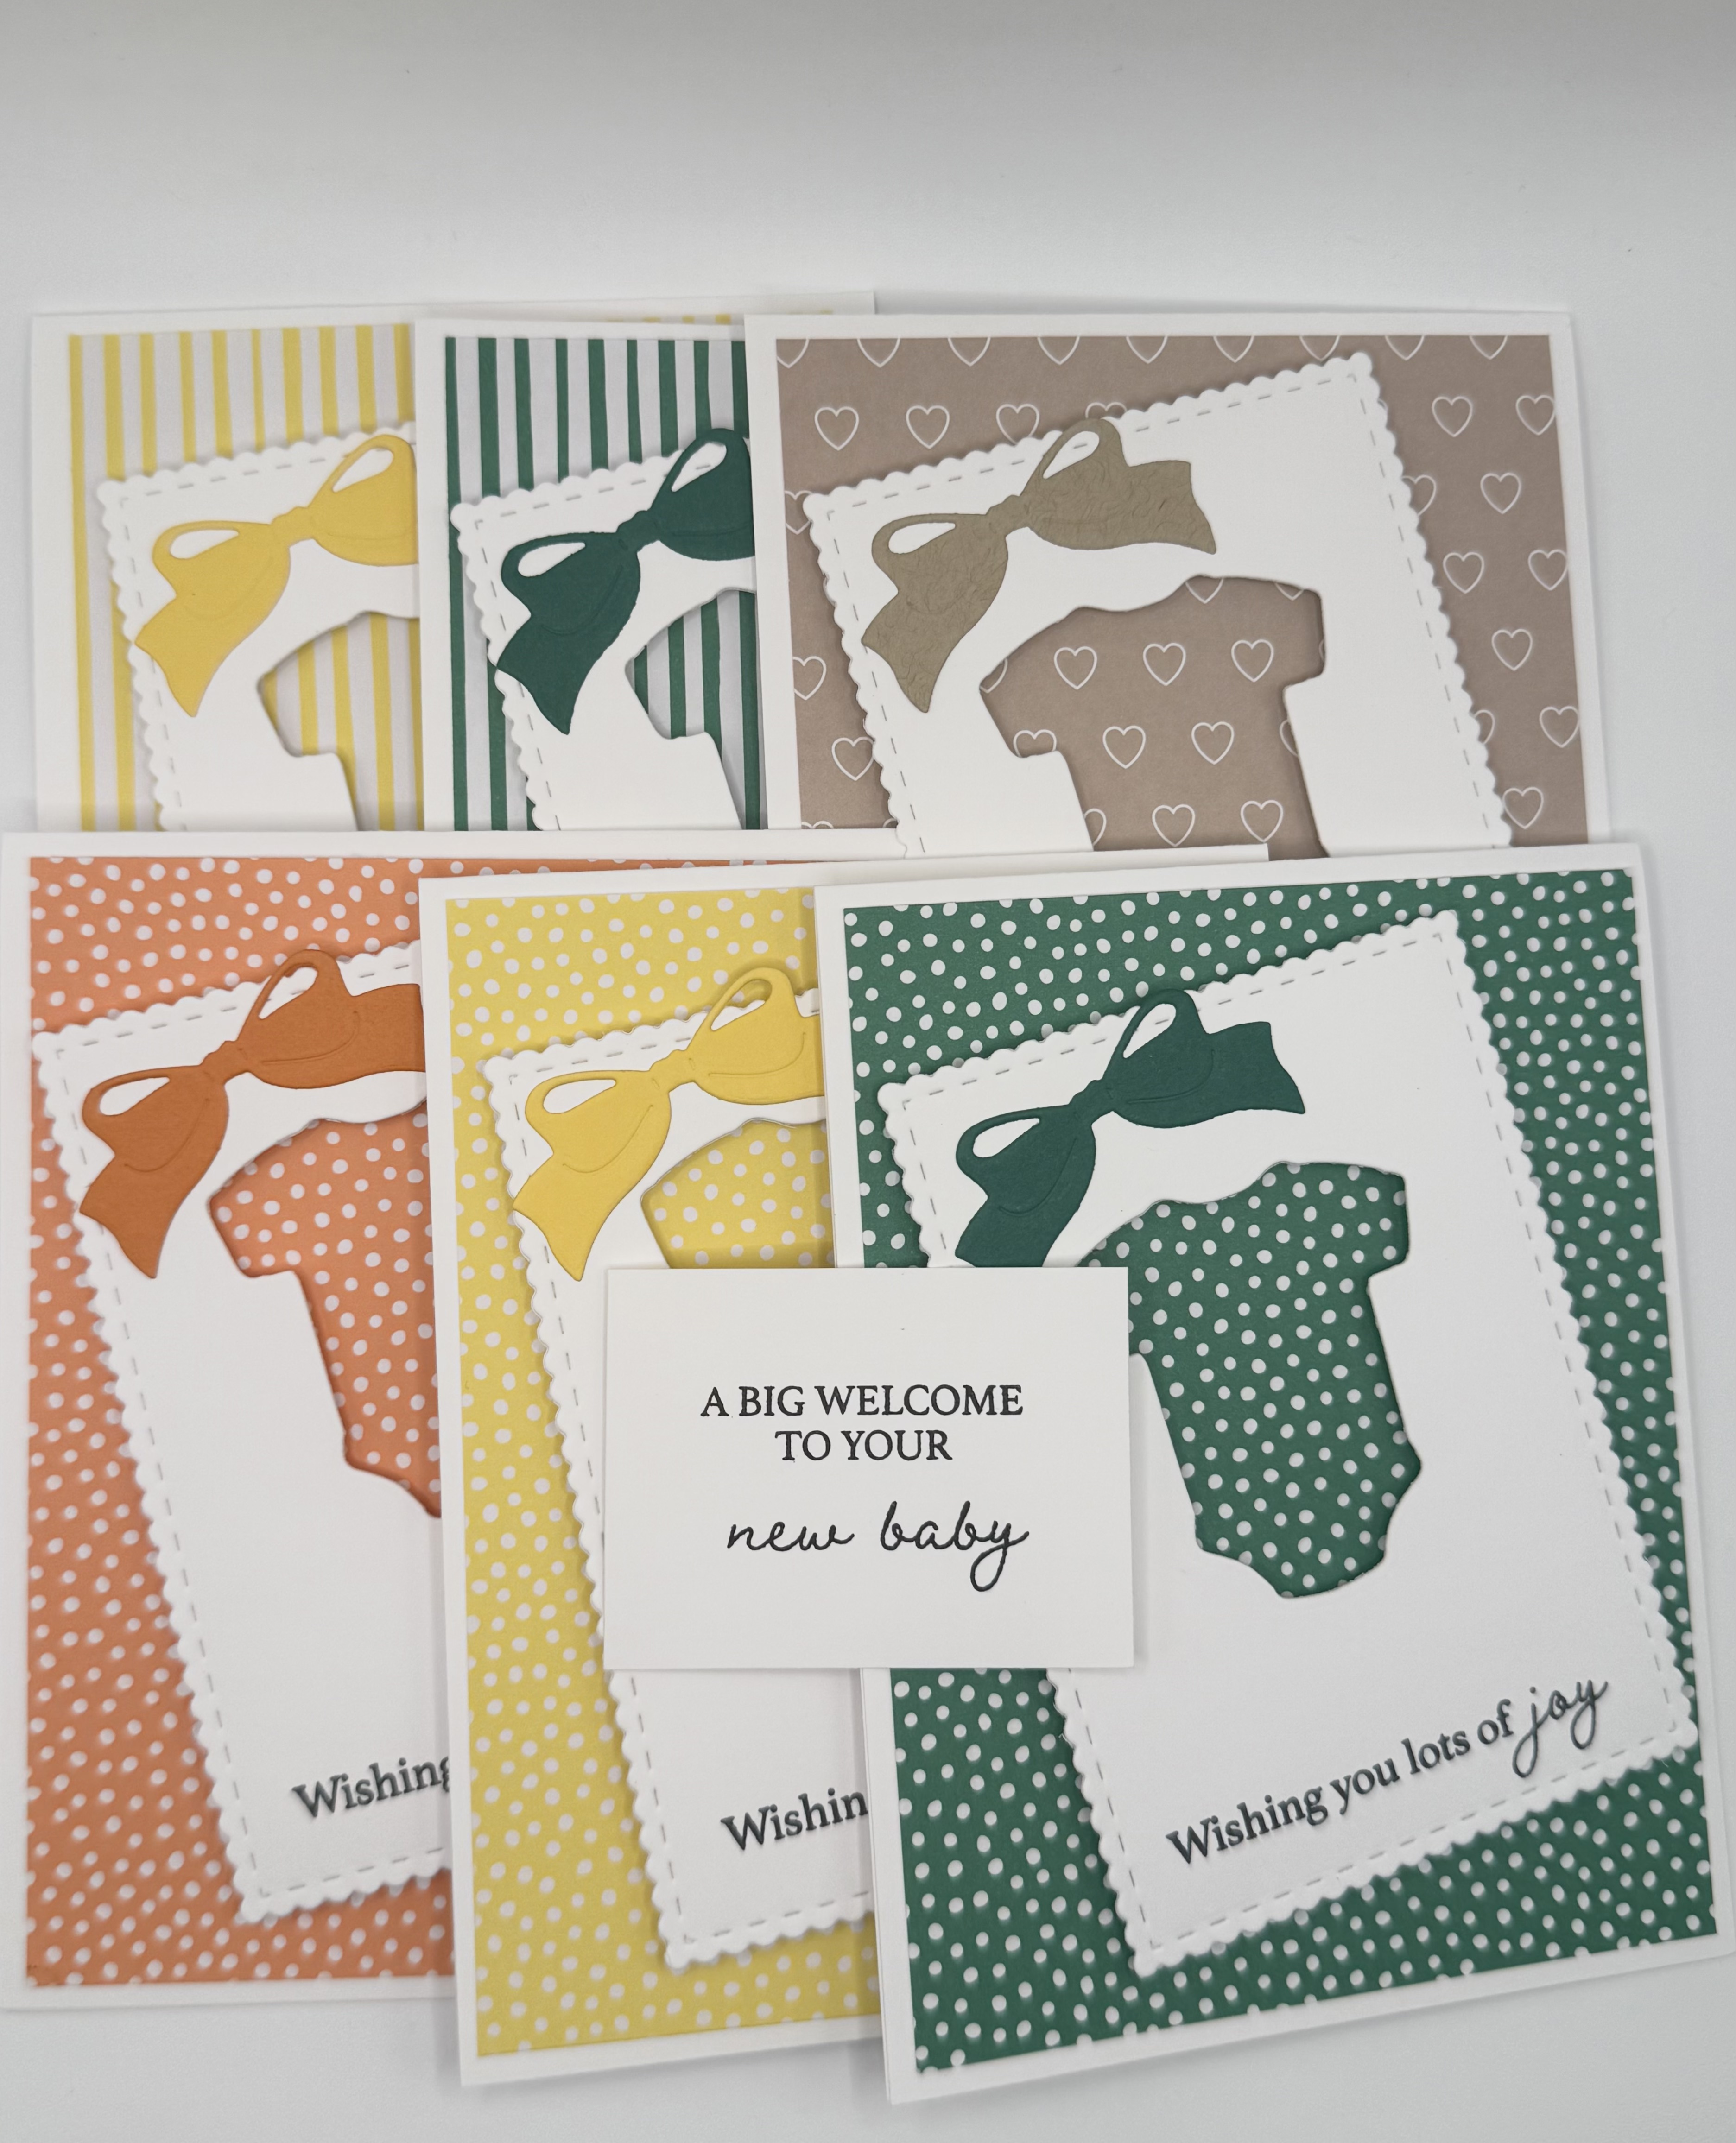 A BIG WELCOME
TO YOUR
new baby
Wishing
Wishin
Wishing you lots of joy